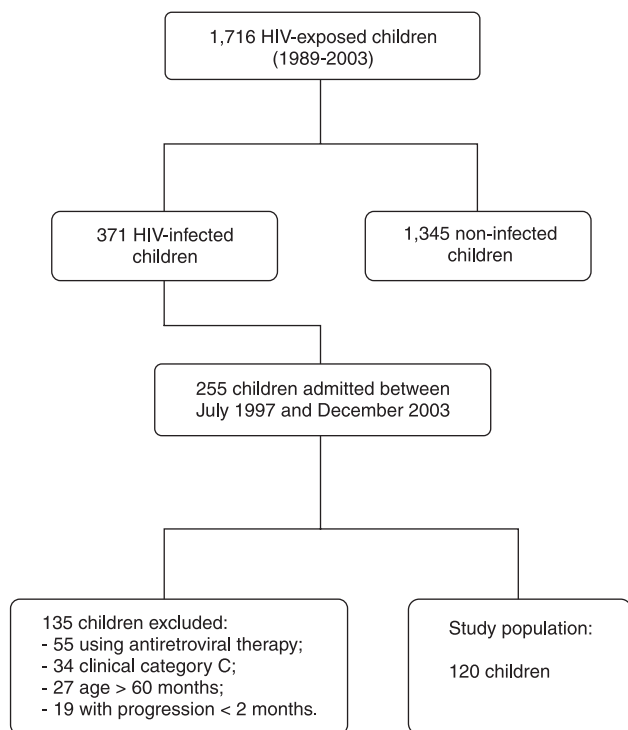 1,716 HIV-exposed children
(1989-2003)
371 HIV-infected
children
1,345 non-infected
children
255 children admitted between
July 1997 and December 2003
135 children excluded:
- 55 using antiretroviral therapy;
- 34 clinical category C;
- 27 age > 60 months;
- 19 with progression < 2 months.
Study population:
120 children